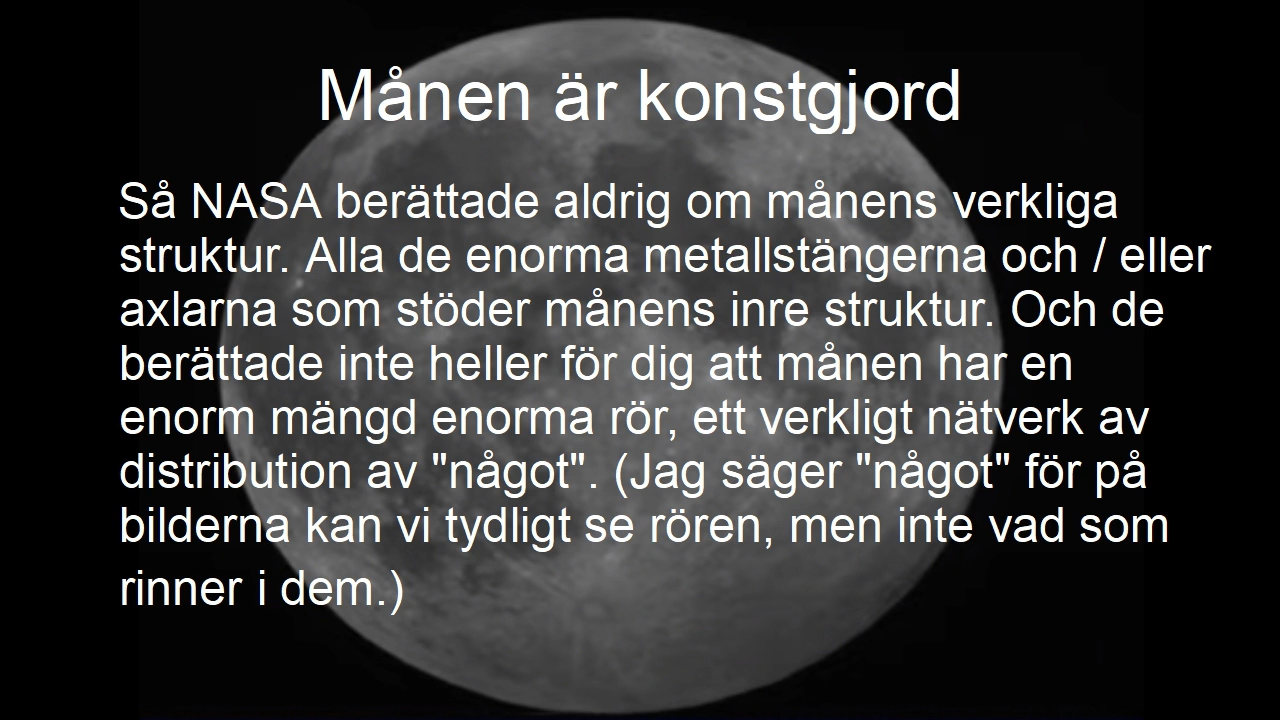 Månen är konstgjord
Så NASA berättade aldrig om månens verkliga
struktur. Alla de enorma metallstängerna och / eller
axlarna som stöder månens inre struktur. Och de
berättade inte heller för dig att månen har en
enorm mängd enorma rör, ett verkligt nätverk av
distribution av "något". (Jag säger "något" för på
bilderna kan vi tydligt se rören, men inte vad som
rinner i dem.)